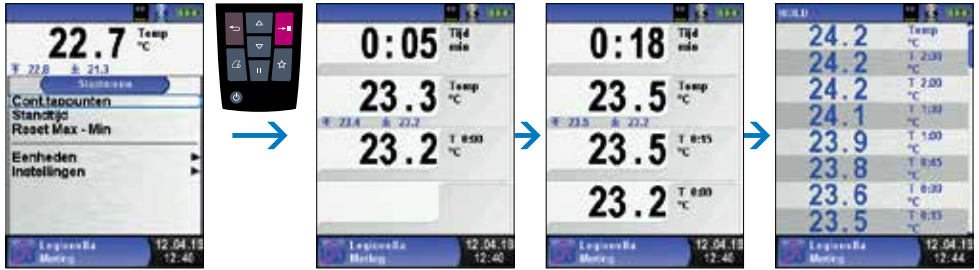 22.7 Temp °C
22.8 21.3
Sluiteren
Cont.tappunten
Standtijd
Reset Max - Min
Eenheden
Instellingen
Legionella
Meting
12.04.18
12:40
0:05 Tijd min
23.3 Temp °C
23.4 23.2
23.2 T 0:00 °C
Legionella
Meting
12.04.18
12:40
0:18 Tijd min
23.5 Temp °C
23.5 23.2
23.5 T 0:15 °C
23.2 T 0:00 °C
Legionella
Meting
12.04.18
12:40
HOLD
24.2 Temp °C
24.2 T 2:00 °C
24.2 T 2:00 °C
24.1 T 1:30 °C
23.9 T 1:00 °C
23.8 T 0:45 °C
23.6 T 0:30 °C
23.5 T 0:15 °C
Legionella
Meting
12.04.18
12:44